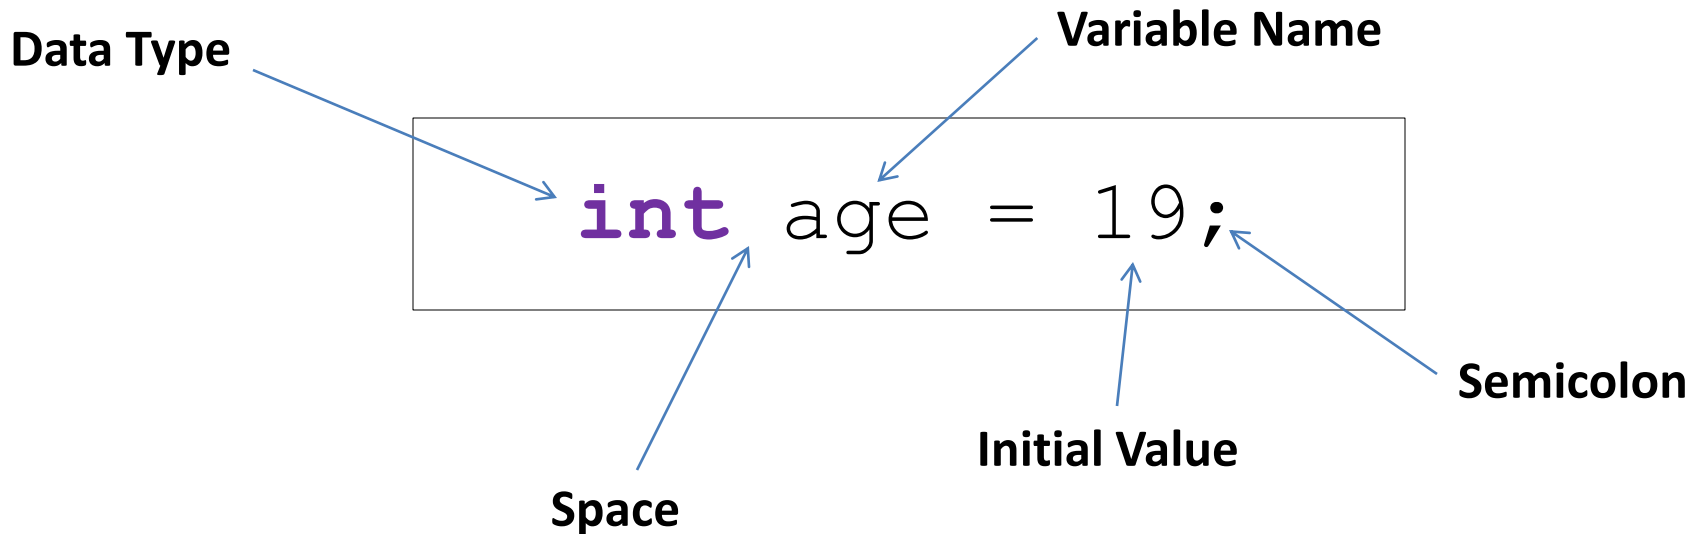 Variable Name
Data Type
int age = 19;
Semicolon
Initial Value
Space